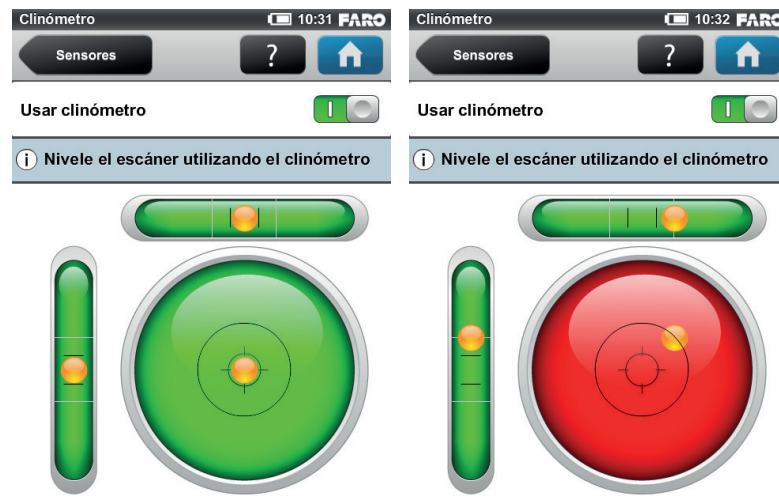 Clinómetro 10:31 FARO
Sensores ?
Usar clinómetro
i Nivele el escáner utilizando el clinómetro
Clinómetro 10:32 FARO
Sensores ?
Usar clinómetro
i Nivele el escáner utilizando el clinómetro